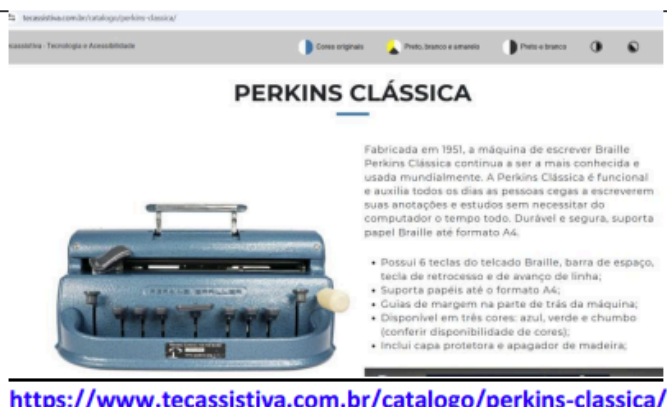 tecassistiva.com.br/catalogo/perkins-classica/
Tecassistiva - Tecnologia e Acessibilidade
Cores originais
Preto, branco e amarelo
Preto e branco
PERKINS CLÁSSICA
Fabricada em 1951, a máquina de escrever Braille
Perkins Clássica continua a ser a mais conhecida e
usada mundialmente. A Perkins Clássica é funcional
e auxilia todos os dias as pessoas cegas a escreverem
suas anotações e estudos sem necessitar do
computador o tempo todo. Durável e segura, suporta
papel Braille até formato A4.
• Possui 6 teclas do telcado Braille, barra de espaço,
tecla de retrocesso e de avanço de linha;
• Suporta papéis até o formato A4;
• Guias de margem na parte de trás da máquina;
• Disponível em três cores: azul, verde e chumbo
(conferir disponibilidade de cores);
• Inclui capa protetora e apagador de madeira;
PERKINS BRAILLER
https://www.tecassistiva.com.br/catalogo/perkins-classica/